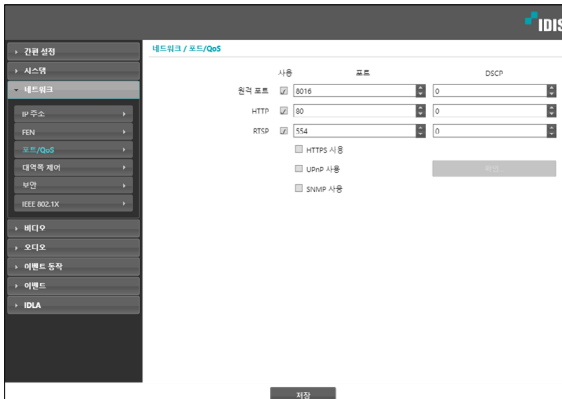 IDIS
간편 설정
시스템
네트워크
IP 주소
FEN
포트/QoS
대역폭 제어
보안
IEEE 802.1X
비디오
오디오
이벤트 동작
이벤트
IDLA
네트워크 / 포트/QoS
사용 포트 DSCP
원격 포트 8016 0
HTTP 80 0
RTSP 554 0
HTTPS 사용
UPnP 사용 확인...
SNMP 사용
저장